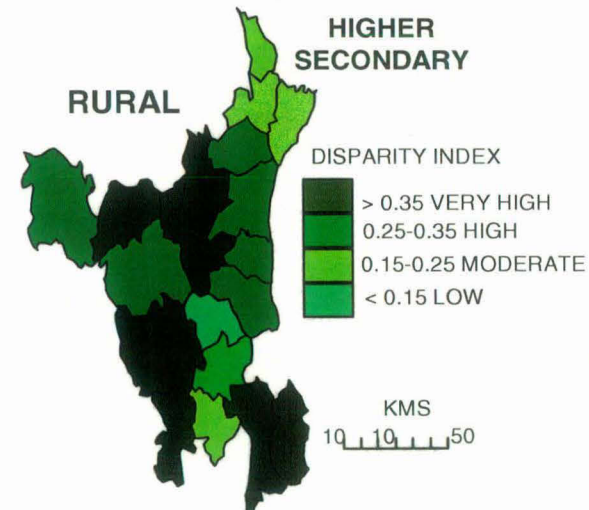 HIGHER
SECONDARY
RURAL
DISPARITY INDEX
> 0.35 VERY HIGH
0.25-0.35 HIGH
0.15-0.25 MODERATE
< 0.15 LOW
KMS
10 10 50